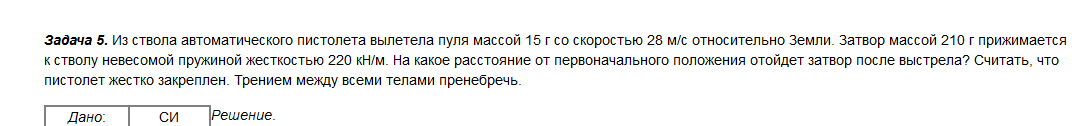 Задача 5. Из ствола автоматического пистолета вылетела пуля массой 15 г со скоростью 28 м/с относительно Земли. Затвор массой 210 г прижимается
к стволу невесомой пружиной жесткостью 220 кН/м. На какое расстояние от первоначального положения отойдет затвор после выстрела? Считать, что
пистолет жестко закреплен. Трением между всеми телами пренебречь.
Дано: СИ Решение.